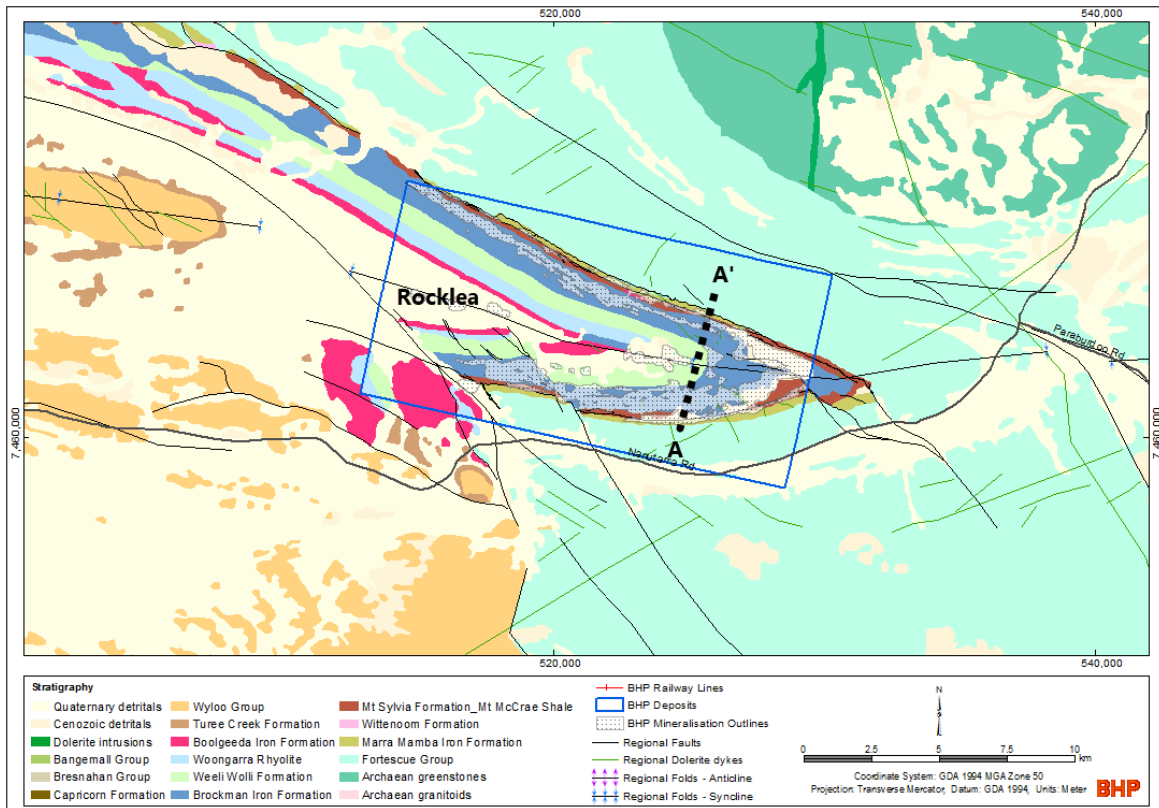 520,000
540,000
A'
Rocklea
Paraburdoo Rd
A
Nanutarra Rd
7,460,000
7,460,000
520,000
540,000
Stratigraphy
Quaternary detritals
Cenozoic detritals
Dolerite intrusions
Bangemall Group
Bresnahan Group
Capricorn Formation
Wyloo Group
Turee Creek Formation
Boolgeeda Iron Formation
Woongarra Rhyolite
Weeli Wolli Formation
Brockman Iron Formation
Mt Sylvia Formation_Mt McCrae Shale
Wittenoom Formation
Marra Mamba Iron Formation
Fortescue Group
Archaean greenstones
Archaean granitoids
BHP Railway Lines
BHP Deposits
BHP Mineralisation Outlines
Regional Faults
Regional Dolerite dykes
Regional Folds - Anticline
Regional Folds - Syncline
N
0 2.5 5 7.5 10
km
Coordinate System: GDA 1994 MGA Zone 50
Projection: Transverse Mercator, Datum: GDA 1994, Units: Meter
BHP